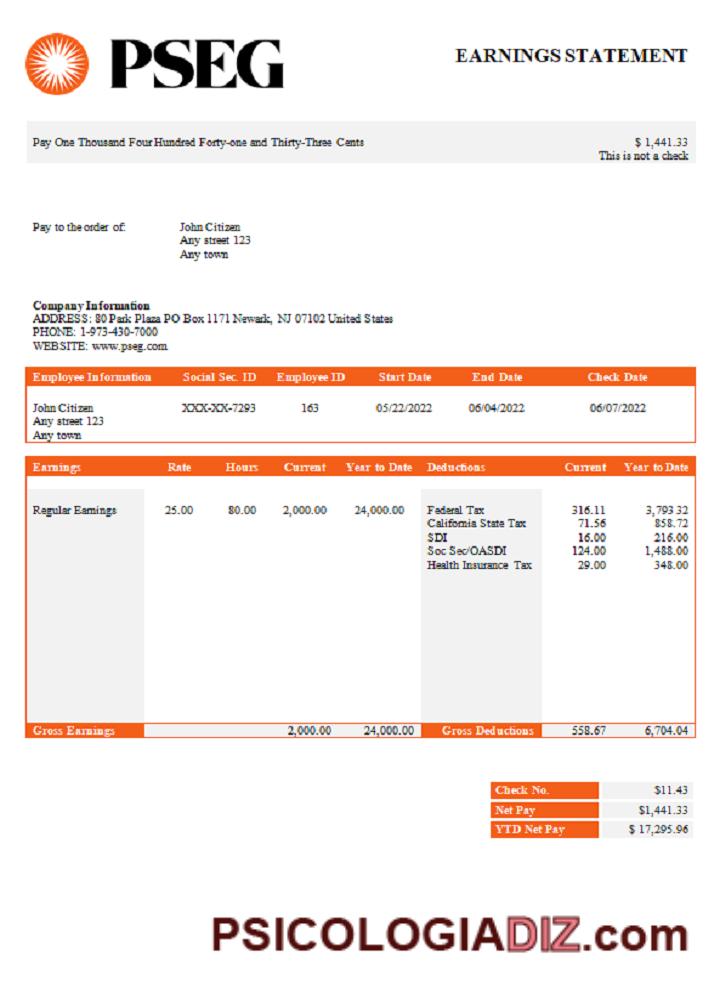 PSEG
EARNINGS STATEMENT
Pay One Thousand Four Hundred Forty-one and Thirty-Three Cents $ 1,441.33
This is not a check
Pay to the order of: John Citizen
Any street 123
Any town
Company Information
ADDRESS: 80 Park Plaza PO Box 1171 Newark, NJ 07102 United States
PHONE: 1-973-430-7000
WEBSITE: www.pseg.com
Employee Information Social Sec. ID Employee ID Start Date End Date Check Date
John Citizen XXX-XX-7293 163 05/22/2022 06/04/2022 06/07/2022
Any street 123
Any town
Earnings Rate Hours Current Year to Date Deductions Current Year to Date
Regular Earnings 25.00 80.00 2,000.00 24,000.00 Federal Tax 316.11 3,793.32
California State Tax 71.56 858.72
SDI 16.00 216.00
Soc Sec/OASDI 124.00 1,488.00
Health Insurance Tax 29.00 348.00
Gross Earnings 2,000.00 24,000.00 Gross Deductions 558.67 6,704.04
Check No. $11.43
Net Pay $1,441.33
YTD Net Pay $ 17,295.96
PSICOLOGIADIZ.com